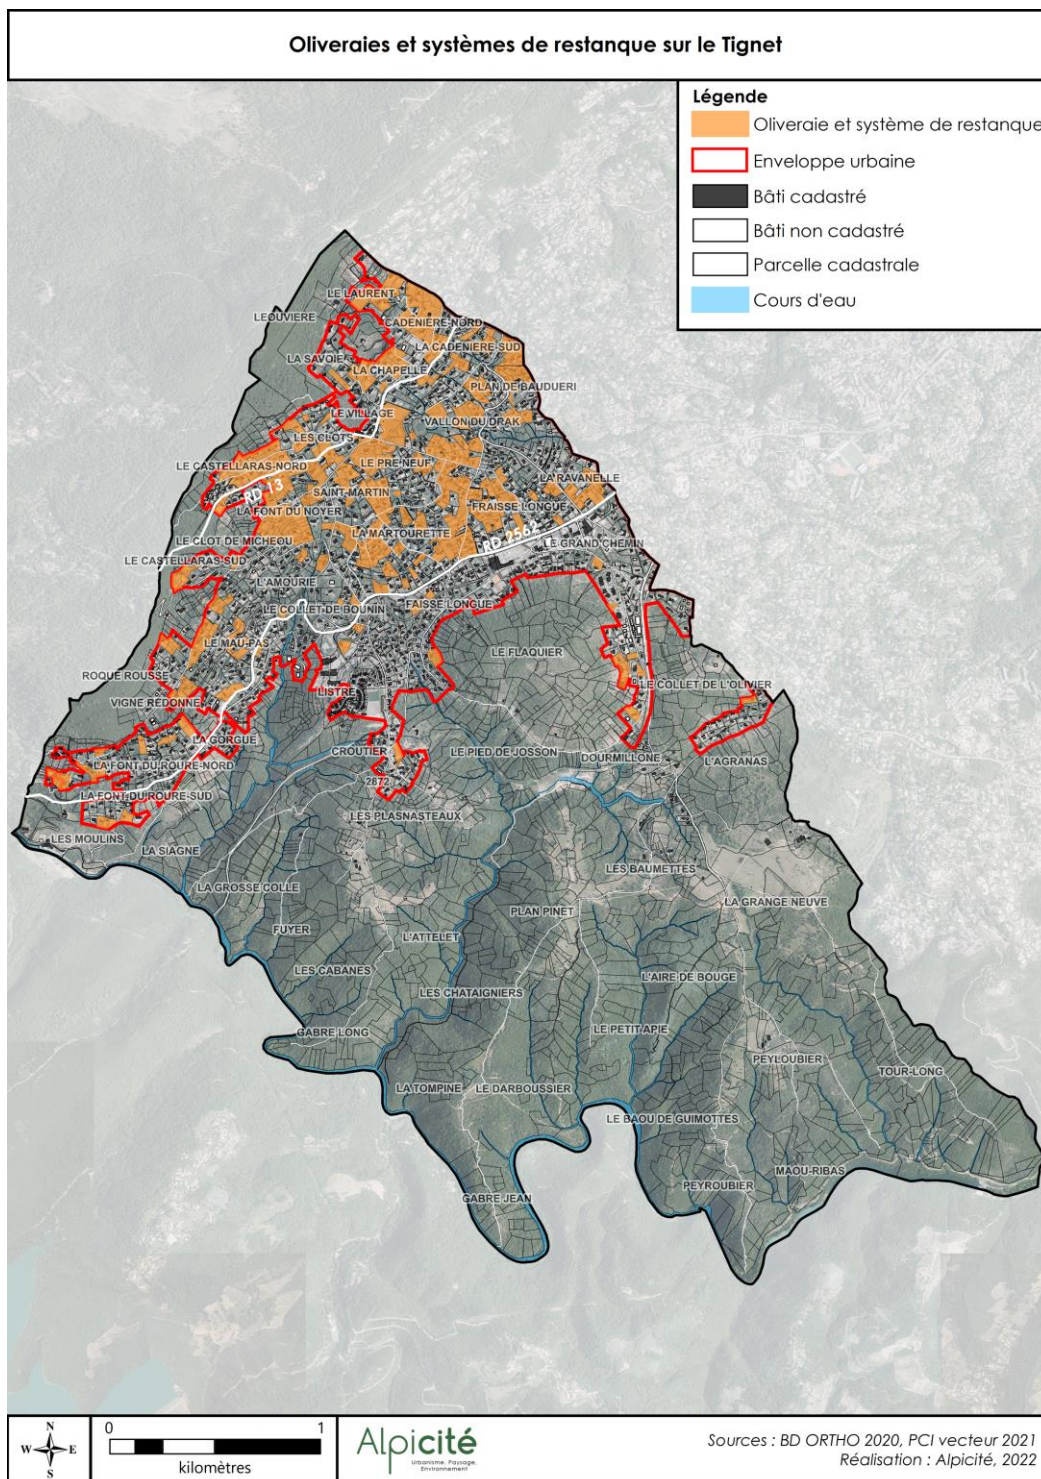 Oliveraies et systèmes de restanque sur le Tignet
Légende
Oliveraie et système de restanque
Enveloppe urbaine
Bâti cadastré
Bâti non cadastré
Parcelle cadastrale
Cours d'eau
LE LAURENT
LEOUVIERE
CADENIERE-NORD
LA CADENIERE-SUD
LA SAVOIE
LA CHAPELLE
PLAN DE BAUDUERI
LE VILLAGE
VALLON DU DRAK
LES CLOTS
LE CASTELLARAS-NORD
LE PRE NEUF
LA RAVANELLE
RD 13
SAINT-MARTIN
FRAISSE LONGUE
LA FONT DU NOYER
LA MARTOURETTE
RD 2562
LE GRAND CHEMIN
LE CLOT DE MICHEOU
LE CASTELLARAS-SUD
L'AMOURIE
LE COLLET DE BOUNIN
FAISSE LONGUE
LE MAU-PAS
LE FLAQUIER
ROQUE ROUSSE
LISTRE
LE COLLET DE L'OLIVIER
VIGNE REDONNE
LA GORGUE
CROUTIER
LE PIED DE JOSSON
DOURMILLONE
L'AGRANAS
LA FONT DU ROURE-NORD
2872
LA FONT DU ROURE-SUD
LES PLASNASTEAUX
LES MOULINS
LA SIAGNE
LES BAUMETTES
LA GROSSE COLLE
LA GRANGE NEUVE
PLAN PINET
FUYER
L'ATTELET
LES CABANES
L'AIRE DE BOUGE
LES CHATAIGNIERS
GABRE LONG
LE PETIT APIE
PEYLOUBIER
TOUR-LONG
LA TOMPINE
LE DARBOUSSIER
LE BAOU DE GUIMOTTES
MAOU-RIBAS
PEYROUBIER
GABRE JEAN
N
W E
S
0 1
kilomètres
Alpicité
Urbanisme, Paysage,
Environnement
Sources : BD ORTHO 2020, PCI vecteur 2021
Réalisation : Alpicité, 2022